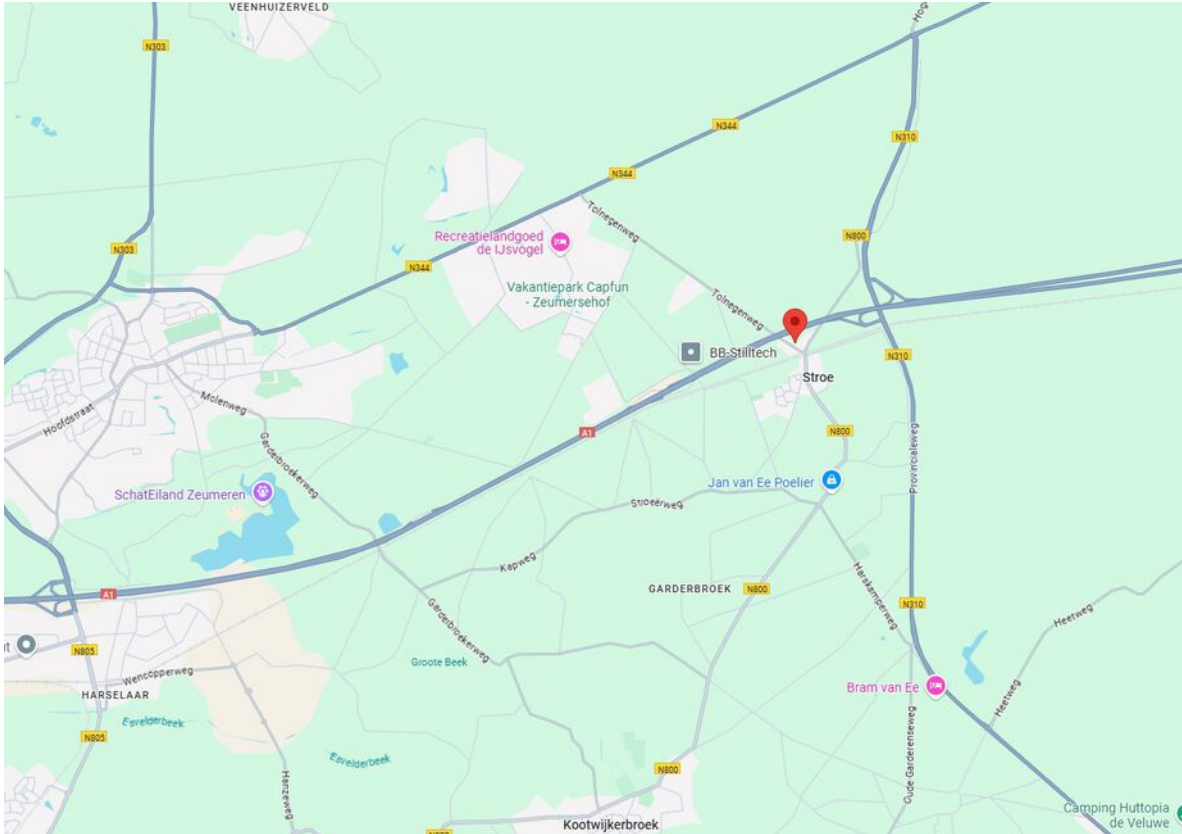 VEENHUIZERVELD
N303
N344
N310
N344
Tolnegenweg
N303
Recreatielandgoed
de IJsvogel
N800
N344
Vakantiepark Capfun
- Zeumersehof
Tolnegenweg
BB-Stilltech
N310
Stroe
Molenweg
Hoofdstraat
A1
N800
Garderbroekerweg
Provincialeweg
SchatEiland Zeumeren
Jan van Ee Poelier
Stroeërweg
Kapweg
Harskamperweg
A1
GARDERBROEK
N800
N310
Heetweg
Garderbroekerweg
N805
Wencopperweg
Groote Beek
HARSELAAR
Bram van Ee
Heetweg
Esvelderbeek
N805
Esvelderbeek
Oude Garderenseweg
N800
Hanzeweg
Camping Huttopia
de Veluwe
Kootwijkerbroek